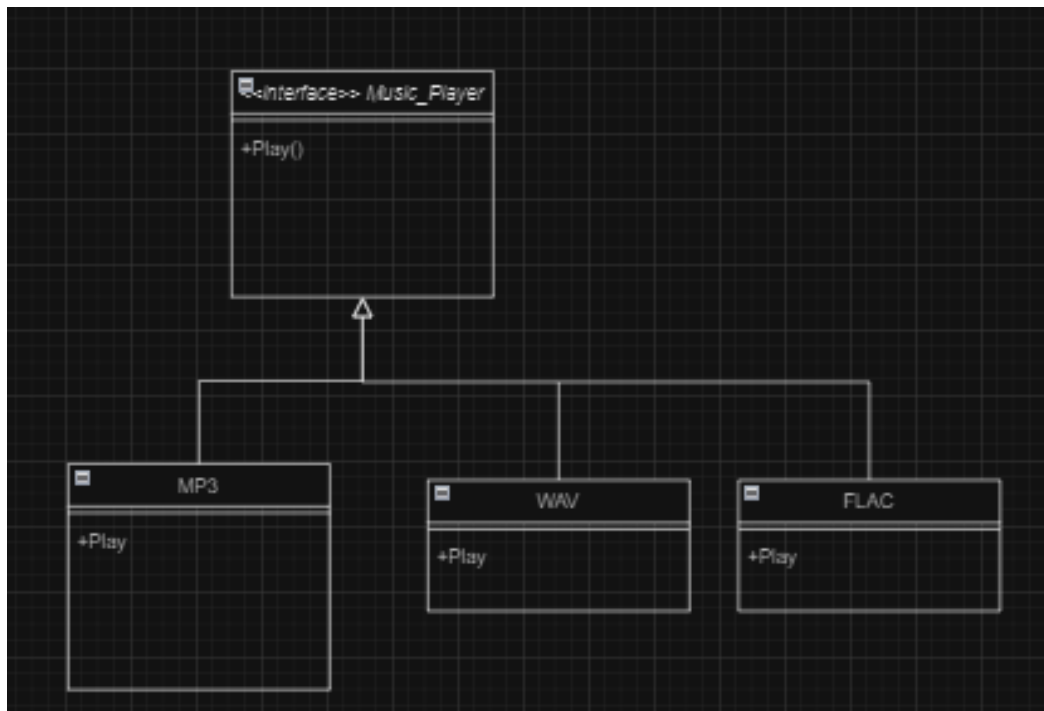 <<interface>> Music_Player
+Play()
MP3
+Play
WAV
+Play
FLAC
+Play